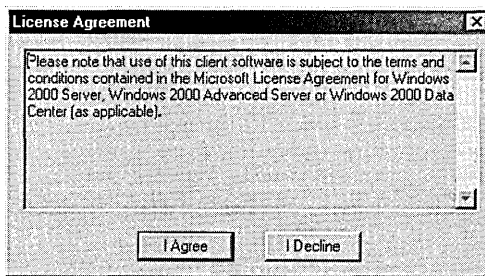 License Agreement
Please note that use of this client software is subject to the terms and
conditions contained in the Microsoft License Agreement for Windows
2000 Server, Windows 2000 Advanced Server or Windows 2000 Data
Center (as applicable).
I Agree
I Decline